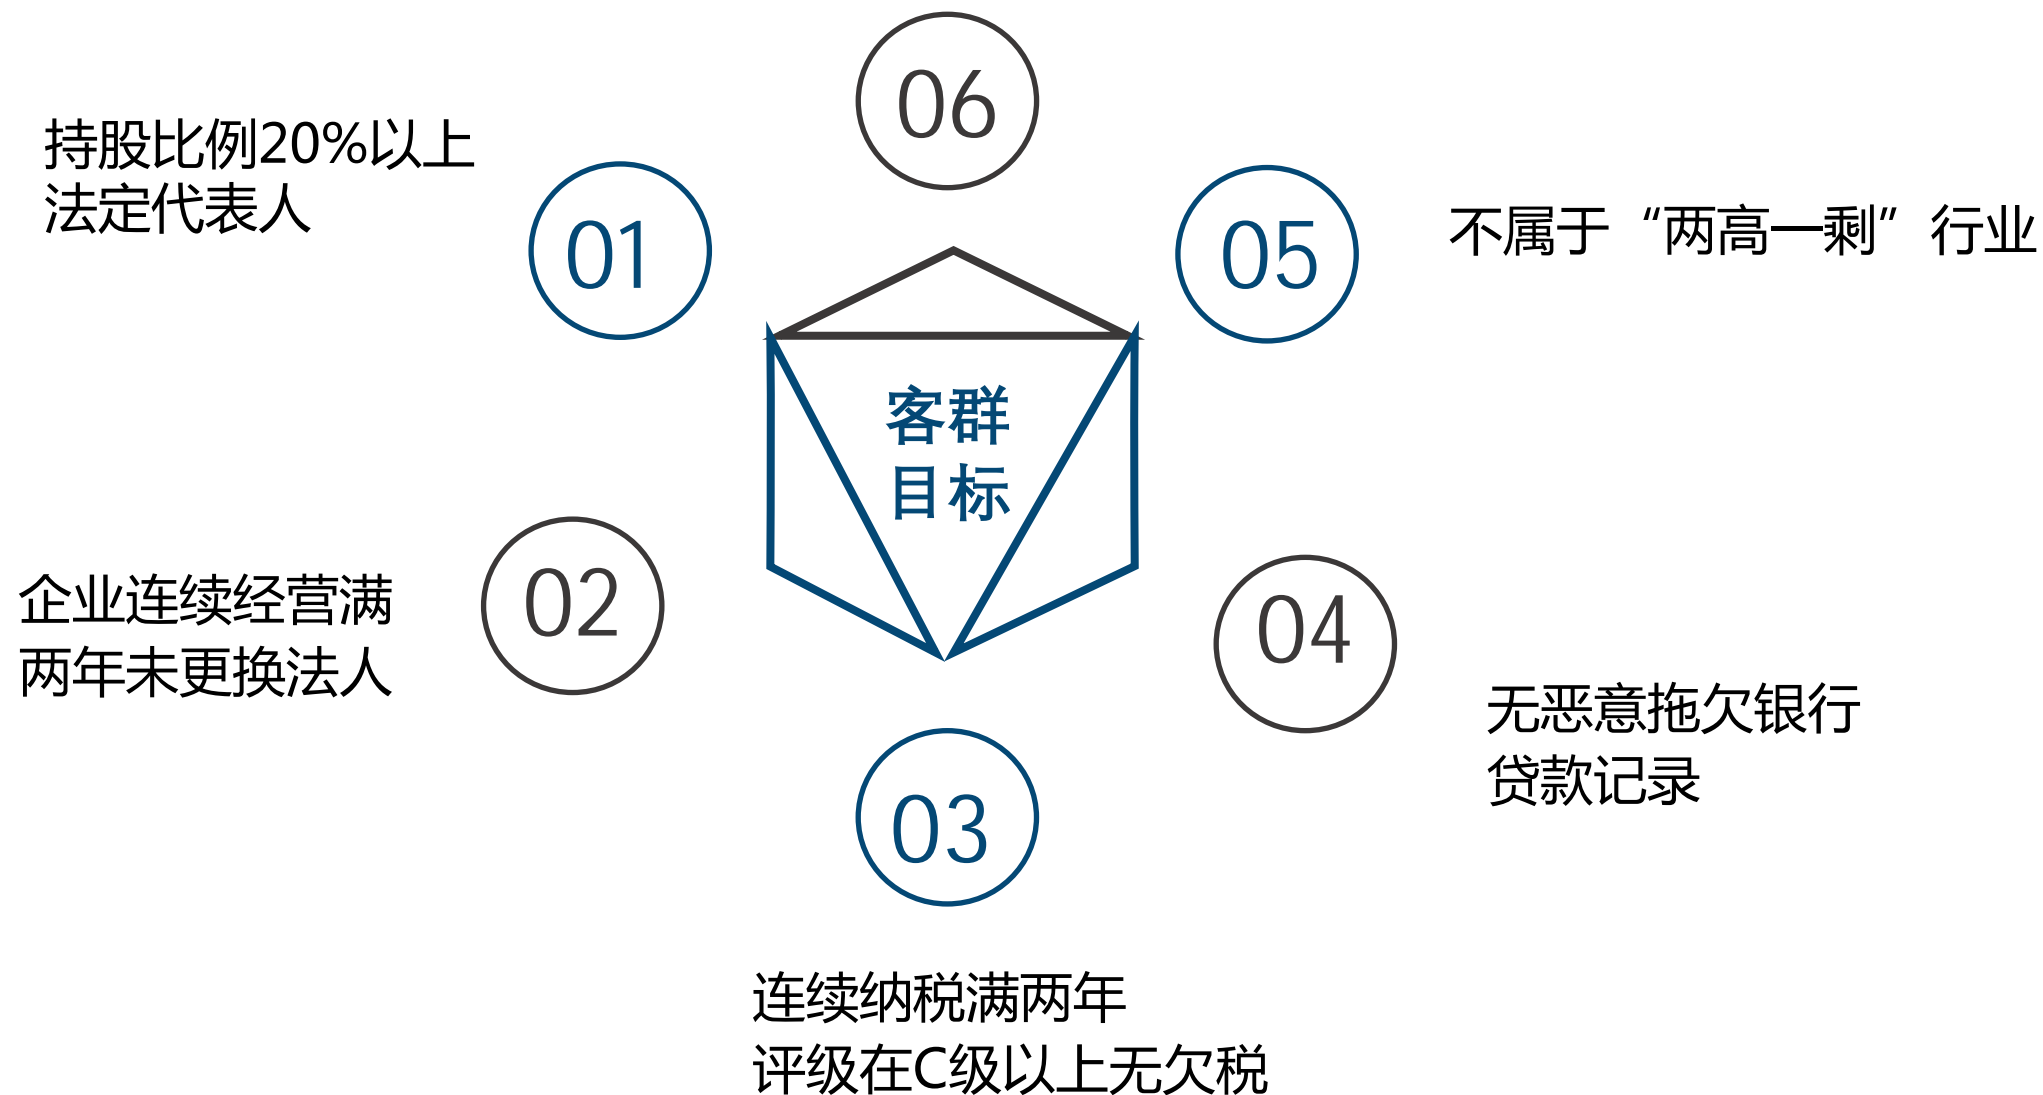 06
持股比例20%以上
法定代表人
01
05
不属于“两高一剩”行业
客群
目标
企业连续经营满
两年未更换法人
02
04
无恶意拖欠银行
贷款记录
03
连续纳税满两年
评级在C级以上无欠税